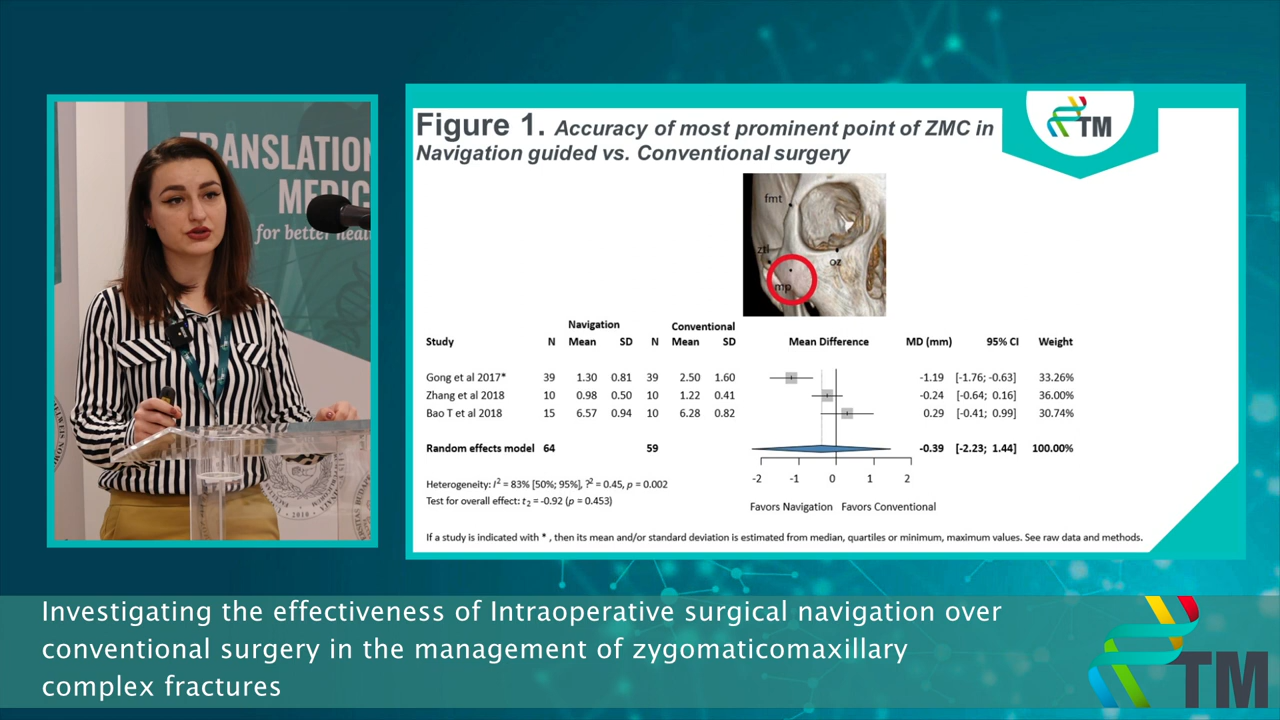 TRANSLATION
MEDIC
for better heal
Figure 1. Accuracy of most prominent point of ZMC in
Navigation guided vs. Conventional surgery
TM
fmt
ztl
oz
mp
Navigation Conventional
Study N Mean SD N Mean SD Mean Difference MD (mm) 95% CI Weight
Gong et al 2017* 39 1.30 0.81 39 2.50 1.60 -1.19 [-1.76; -0.63] 33.26%
Zhang et al 2018 10 0.98 0.50 10 1.22 0.41 -0.24 [-0.64; 0.16] 36.00%
Bao T et al 2018 15 6.57 0.94 10 6.28 0.82 0.29 [-0.41; 0.99] 30.74%
Random effects model 64 59 -0.39 [-2.23; 1.44] 100.00%
-2 -1 0 1 2
Heterogeneity: I² = 83% [50%; 95%], ?² = 0.45, p = 0.002
Test for overall effect: t₂ = -0.92 (p = 0.453)
Favors Navigation Favors Conventional
If a study is indicated with * , then its mean and/or standard deviation is estimated from median, quartiles or minimum, maximum values. See raw data and methods.
Investigating the effectiveness of Intraoperative surgical navigation over
conventional surgery in the management of zygomaticomaxillary
complex fractures
TM